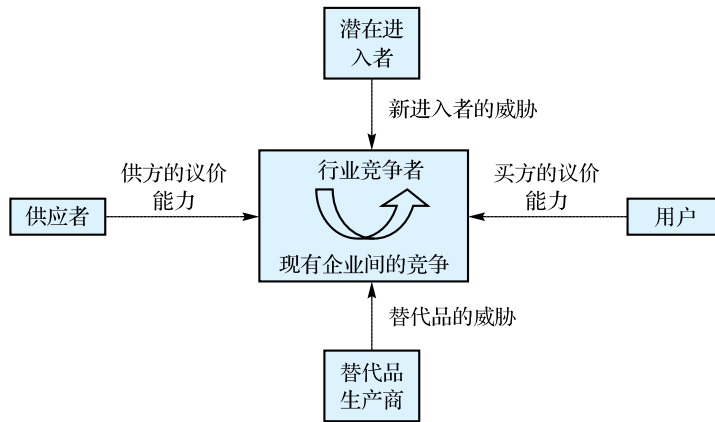 潜在进
入者
新进入者的威胁
供方的议价
能力
行业竞争者
买方的议价
能力
供应者
用户
现有企业间的竞争
替代品的威胁
替代品
生产商